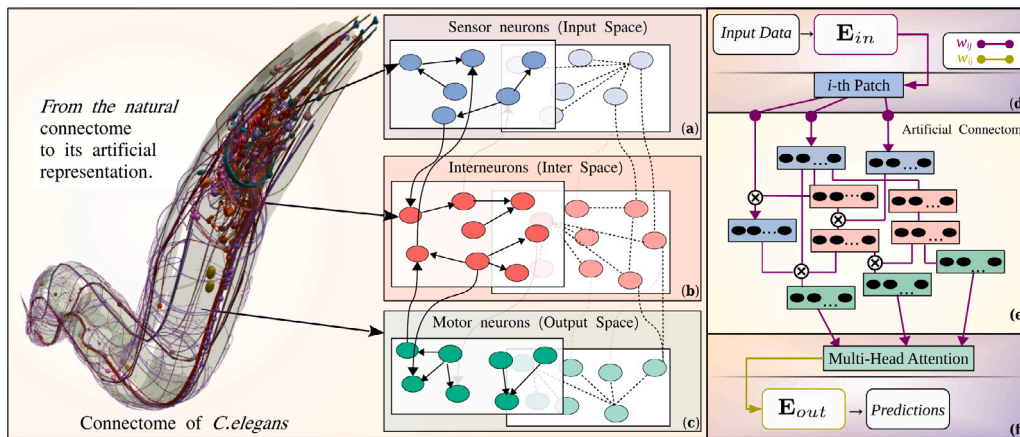 From the natural
connectome
to its artificial
representation.
Connectome of C.elegans
Sensor neurons (Input Space)
(a)
Interneurons (Inter Space)
(b)
Motor neurons (Output Space)
(c)
Input Data
E_in
w_ij
w_ij
i-th Patch
(d)
Artificial Connectom
...
...
...
...
...
...
...
...
...
...
(e
Multi-Head Attention
E_out
Predictions
(f)